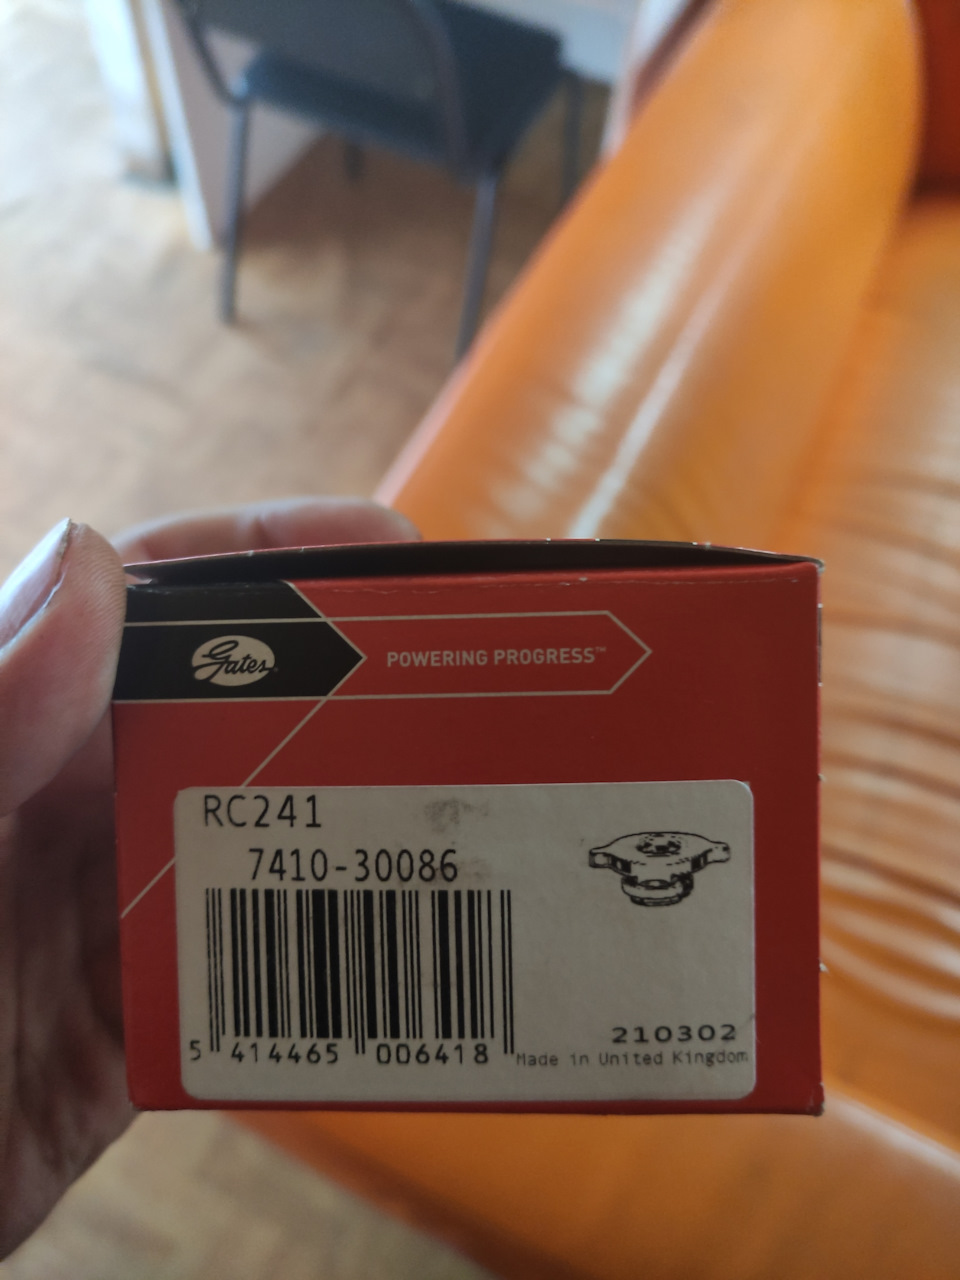 Gates
POWERING PROGRESS™
RC241
7410-30086
5 414465 006418
210302
Made in United Kingdom